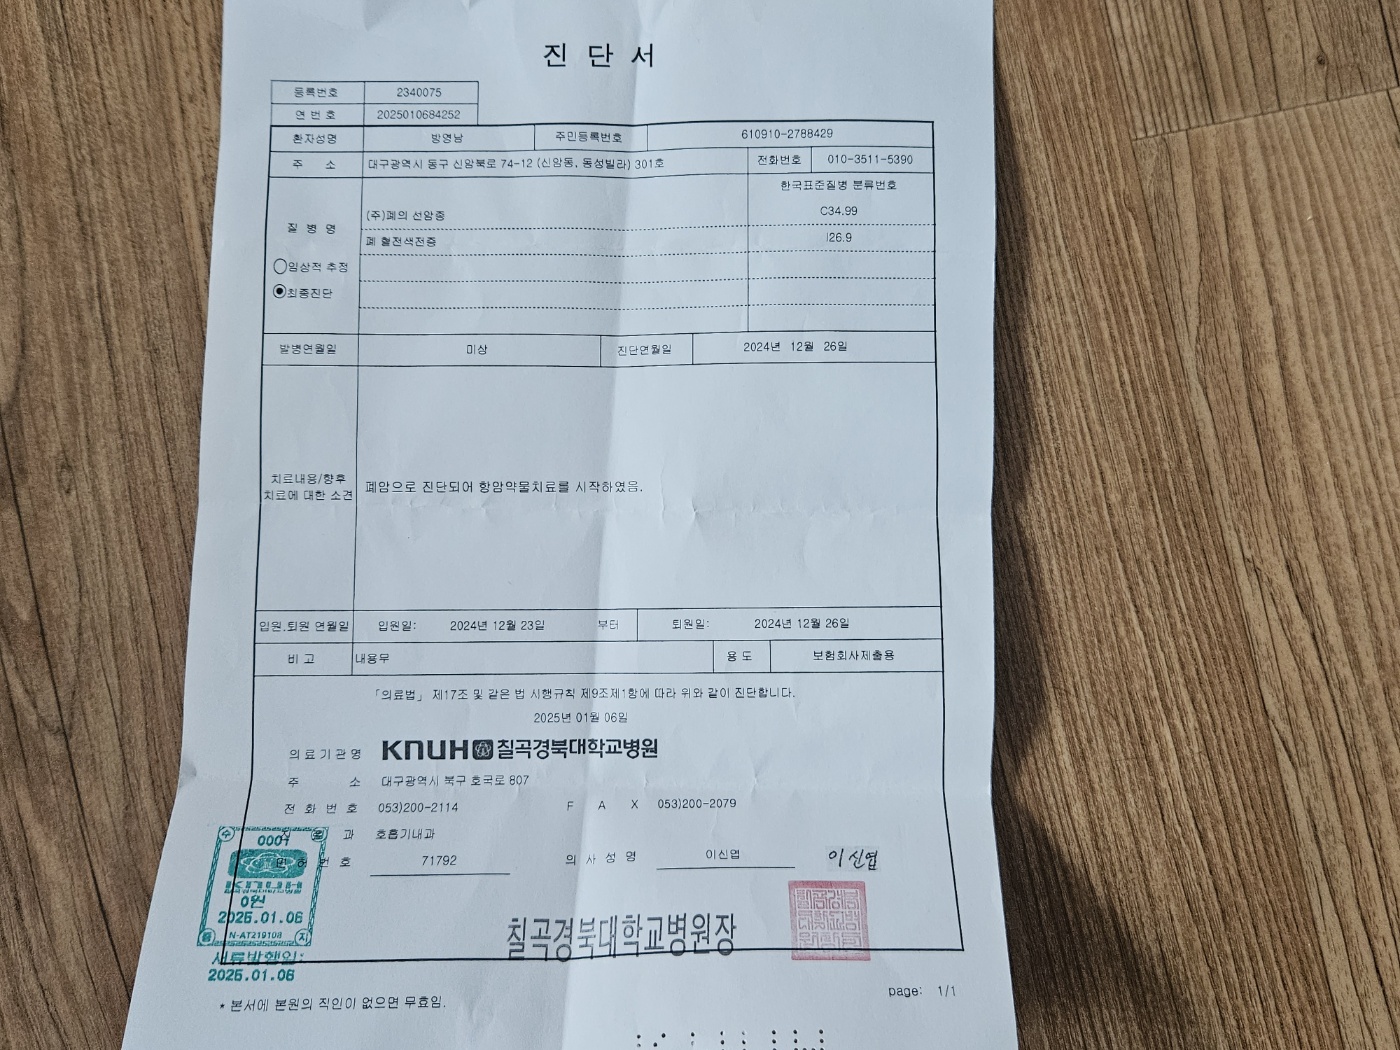 진 단 서
등록번호 2340075
연 번 호 2025010684252
환자성명 방영남 주민등록번호 610910-2788429
주 소 대구광역시 동구 신암북로 74-12 (신암동, 동성빌라) 301호 전화번호 010-3511-5390
한국표준질병 분류번호
질 병 명
(주)폐의 선암종 C34.99
폐 혈전색전증 I26.9
임상적 추정
최종진단
발병연월일 미상 진단연월일 2024년 12월 26일
치료내용/향후
치료에 대한 소견
폐암으로 진단되어 항암약물치료를 시작하였음.
입원.퇴원 연월일 입원일: 2024년 12월 23일 부터 퇴원일: 2024년 12월 26일
비 고 내용무 용 도 보험회사제출용
「의료법」 제17조 및 같은 법 시행규칙 제9조제1항에 따라 위와 같이 진단합니다.
2025년 01월 06일
의 료 기 관 명 KNUH 칠곡경북대학교병원
주 소 대구광역시 북구 호국로 807
전 화 번 호 053)200-2114 F A X 053)200-2079
과 호흡기내과
번 호 71792 의 사 성 명 이신엽 이신엽
수
0001
KNUH
0원
2025.01.06
N-AT219108
증 지
서류발행일
2025.01.06
칠곡경북대학교병원장
* 본서에 본원의 직인이 없으면 무효임.
page: 1/1